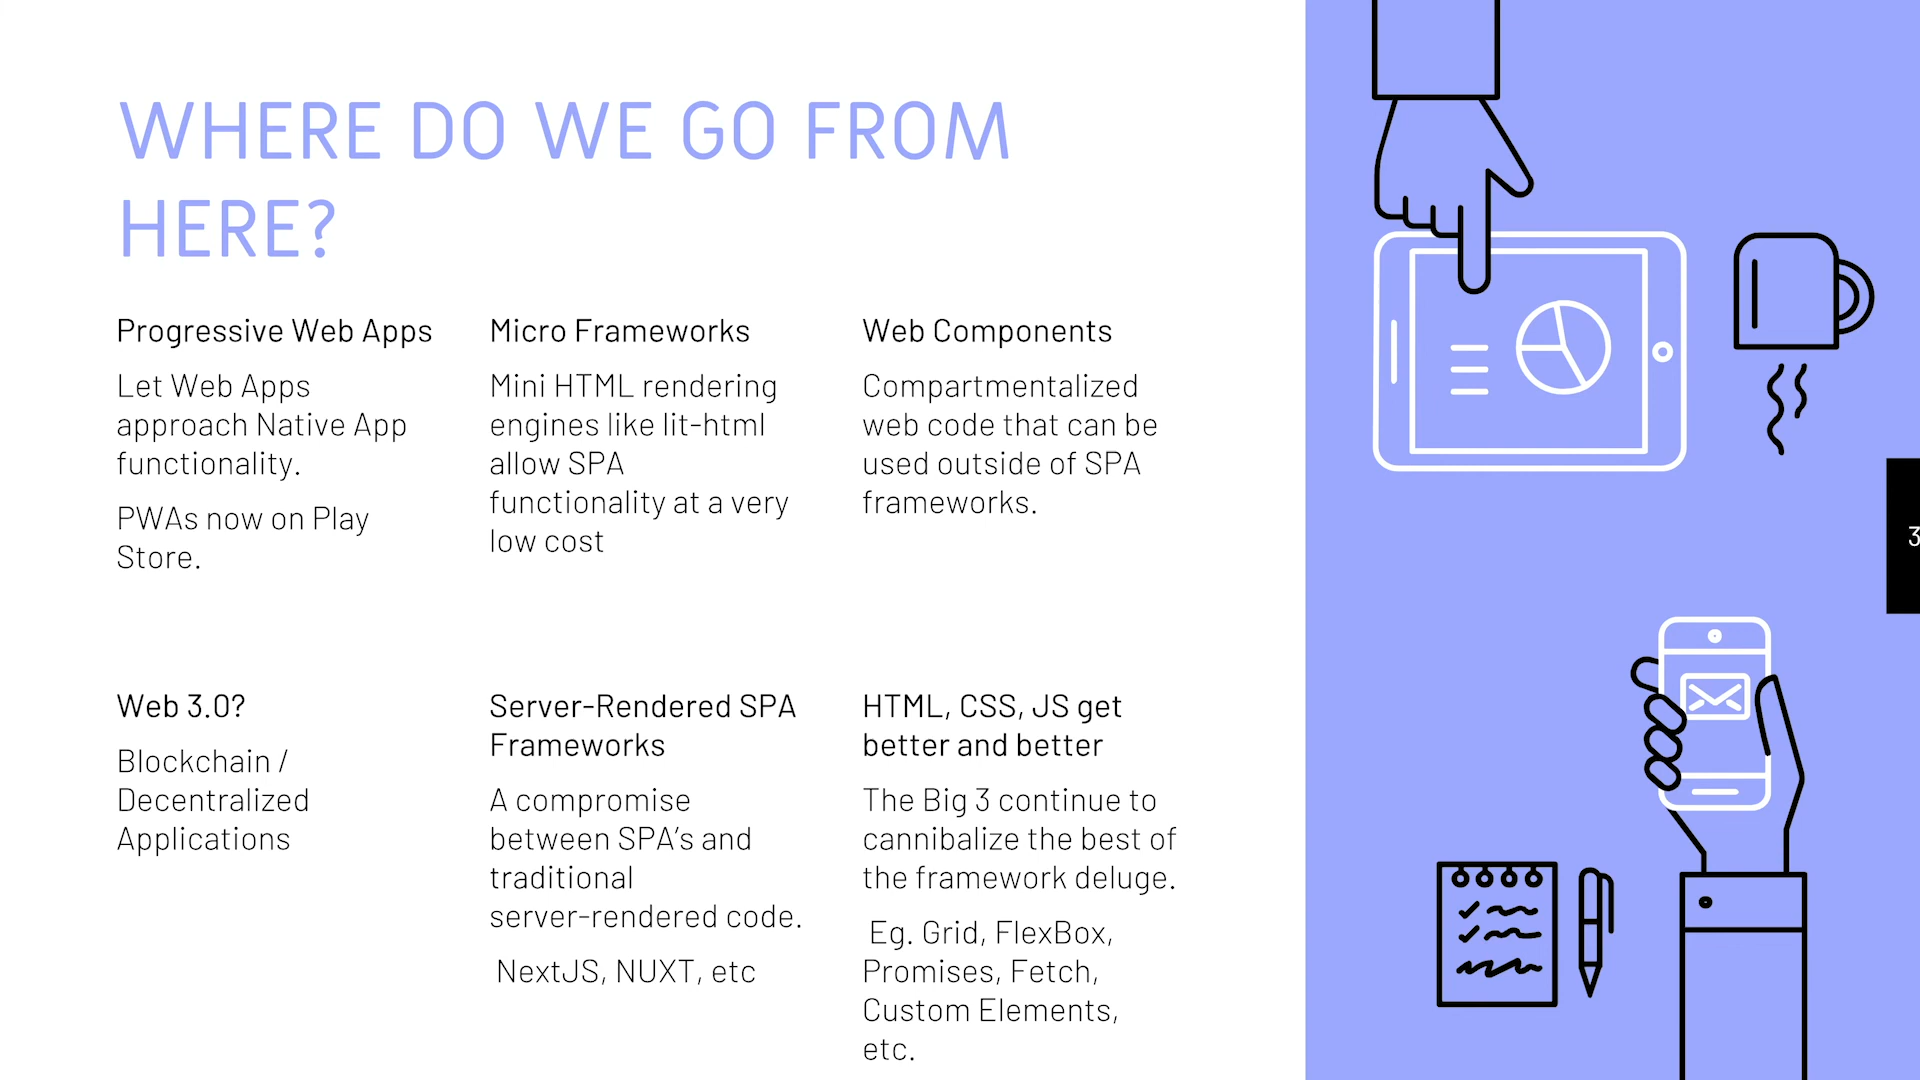 WHERE DO WE GO FROM
HERE?
Progressive Web Apps
Let Web Apps
approach Native App
functionality.
PWAs now on Play
Store.
Micro Frameworks
Mini HTML rendering
engines like lit-html
allow SPA
functionality at a very
low cost
Web Components
Compartmentalized
web code that can be
used outside of SPA
frameworks.
Web 3.0?
Blockchain /
Decentralized
Applications
Server-Rendered SPA
Frameworks
A compromise
between SPA's and
traditional
server-rendered code.
NextJS, NUXT, etc
HTML, CSS, JS get
better and better
The Big 3 continue to
cannibalize the best of
the framework deluge.
Eg. Grid, FlexBox,
Promises, Fetch,
Custom Elements,
etc.